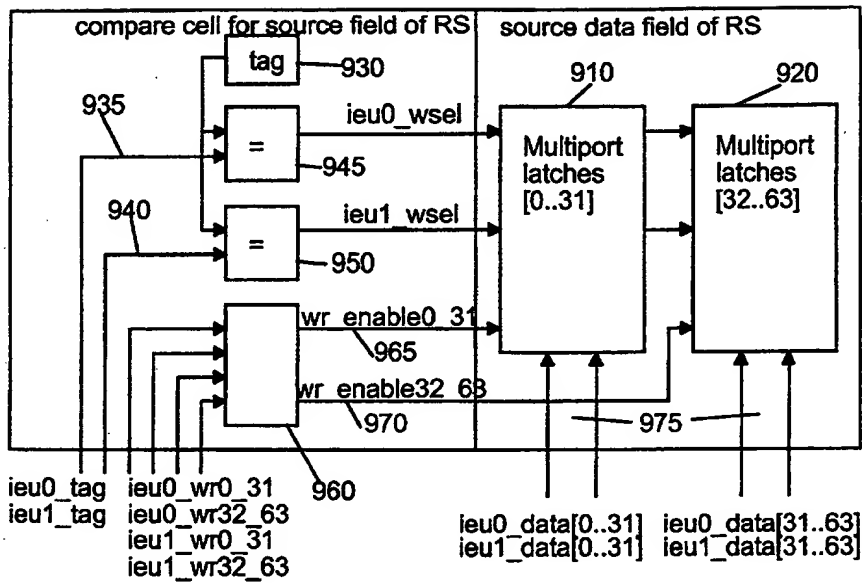 compare cell for source field of RS
source data field of RS
tag
930
910
920
935
ieu0_wsel
=
945
Multiport
latches
[0..31]
Multiport
latches
[32..63]
940
ieu1_wsel
=
950
wr_enable0_31
965
wr_enable32_63
970
975
960
ieu0_tag
ieu1_tag
ieu0_wr0_31
ieu0_wr32_63
ieu1_wr0_31
ieu1_wr32_63
ieu0_data[0..31]
ieu1_data[0..31]
ieu0_data[31..63]
ieu1_data[31..63]